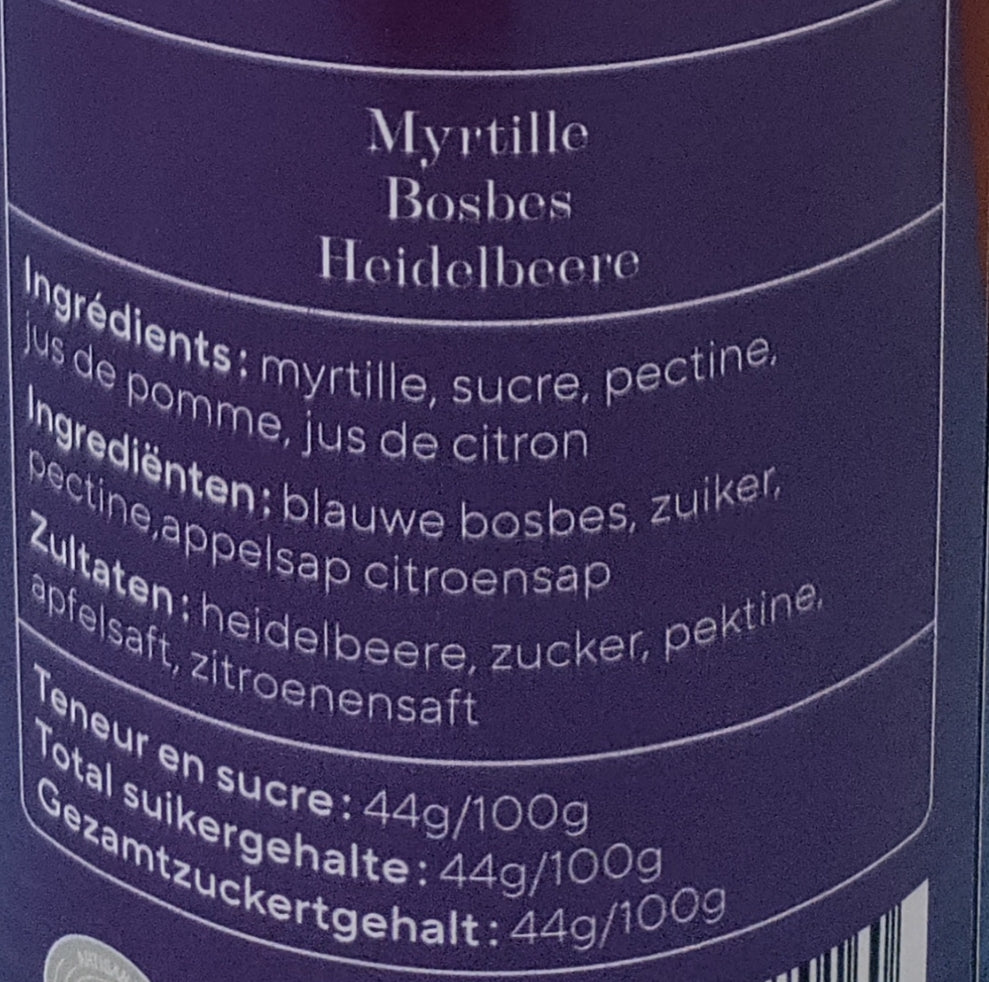 Myrtille
Bosbes
Heidelbeere
Ingrédients: myrtille, sucre, pectine,
jus de pomme, jus de citron
Ingrediënten: blauwe bosbes, zuiker,
pectine,appelsap citroensap
Zultaten: heidelbeere, zucker, pektine,
apfelsaft, zitroenensaft
Teneur en sucre: 44g/100g
Total suikergehalte: 44g/100g
Gezamtzuckertgehalt: 44g/100g